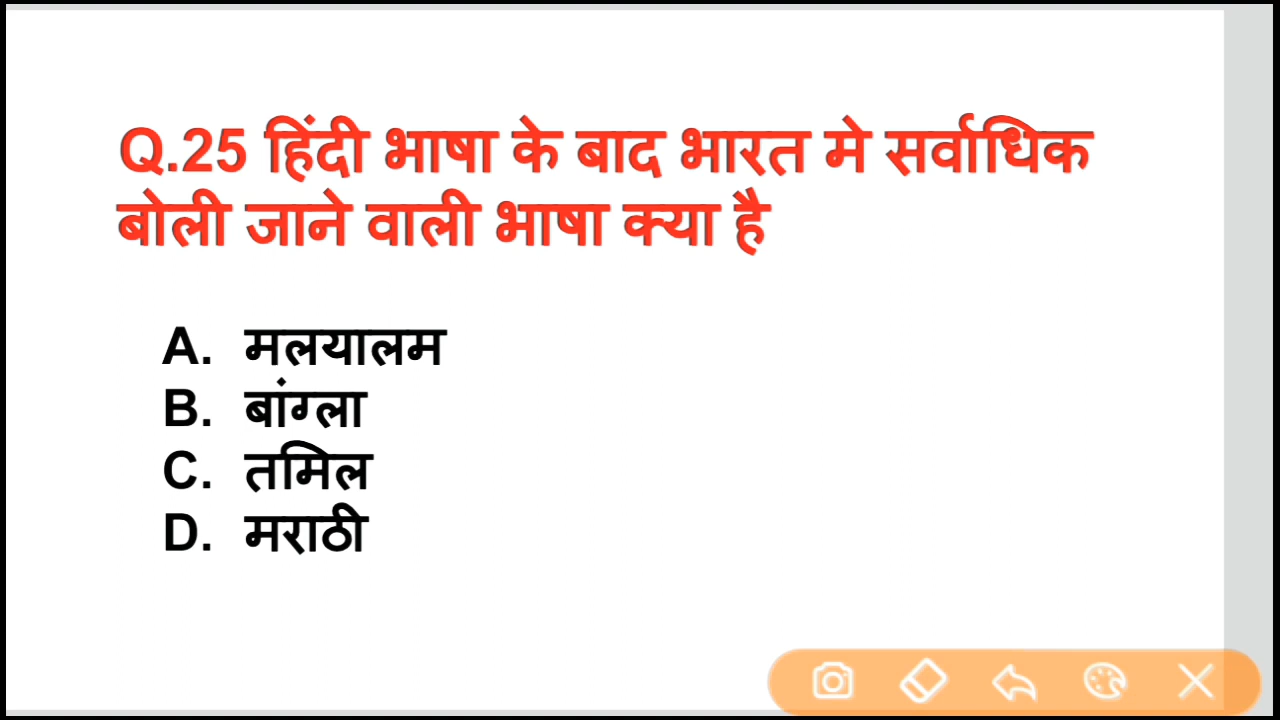 Q.25 हिंदी भाषा के बाद भारत मे सर्वाधिक
बोली जाने वाली भाषा क्या है
A. मलयालम
B. बांग्ला
C. तमिल
D. मराठी